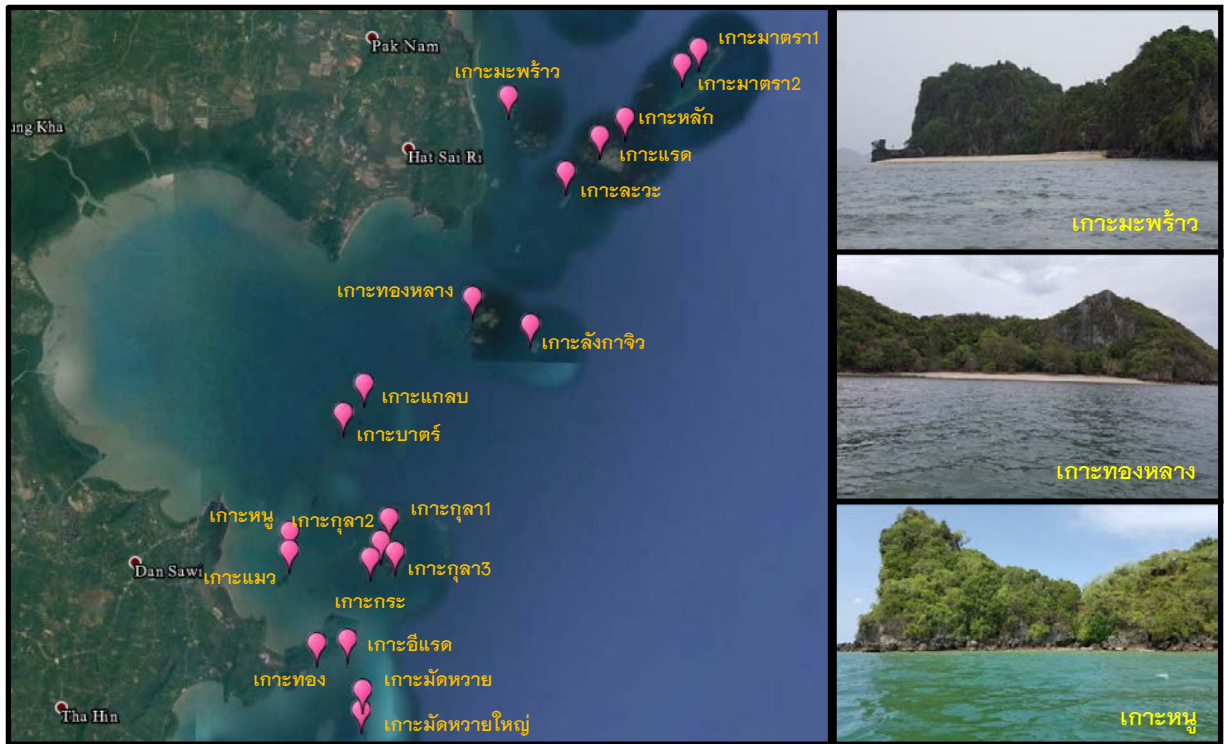 Pak Nam
เกาะมาตรา1
เกาะมะพร้าว
เกาะมาตรา2
เกาะหลัก
ung Kha
เกาะแรด
Hat Sai Ri
เกาะละวะ
เกาะทองหลาง
เกาะลังกาจิว
เกาะแกลบ
เกาะบาตร์
เกาะหนู
เกาะกุลา2
เกาะกุลา1
Dan Sawi
เกาะแมว
เกาะกุลา3
เกาะกระ
เกาะอีแรด
เกาะทอง
เกาะมัดหวาย
Tha Hin
เกาะมัดหวายใหญ่
เกาะมะพร้าว
เกาะทองหลาง
เกาะหนู